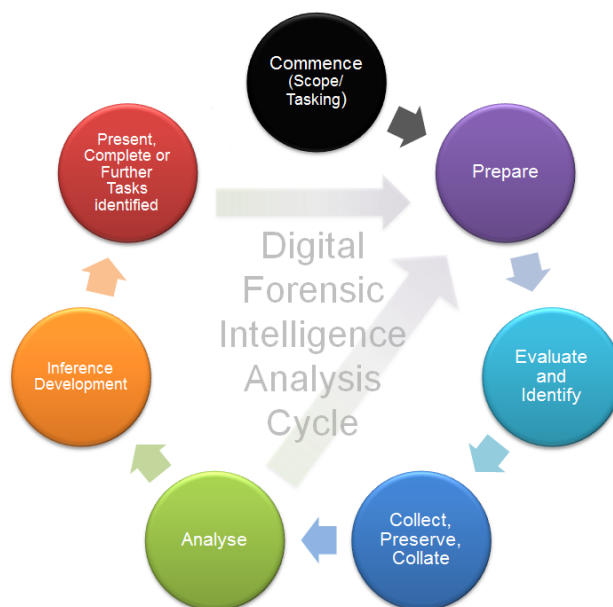 Commence
(Scope/
Tasking)
Prepare
Evaluate
and
Identify
Collect,
Preserve,
Collate
Analyse
Inference
Development
Present,
Complete or
Further
Tasks
identified
Digital
Forensic
Intelligence
Analysis
Cycle